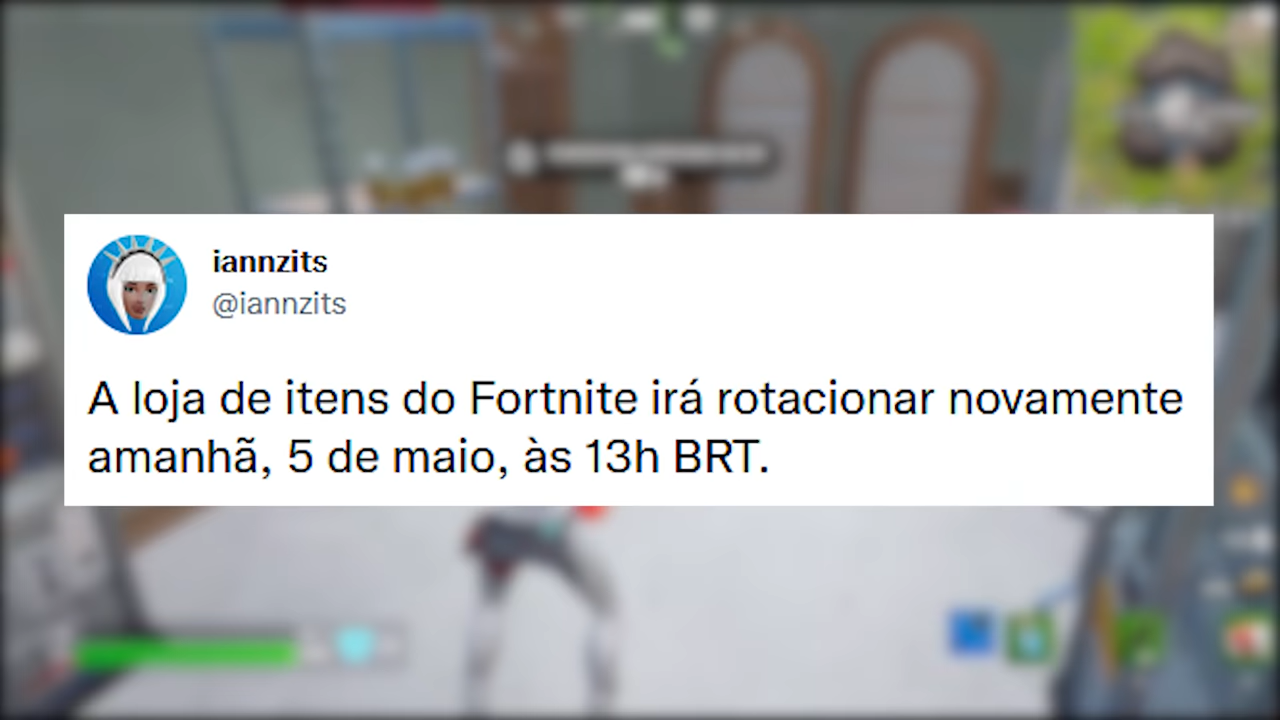 iannzits
@iannzits
A loja de itens do Fortnite irá rotacionar novamente
amanhã, 5 de maio, às 13h BRT.